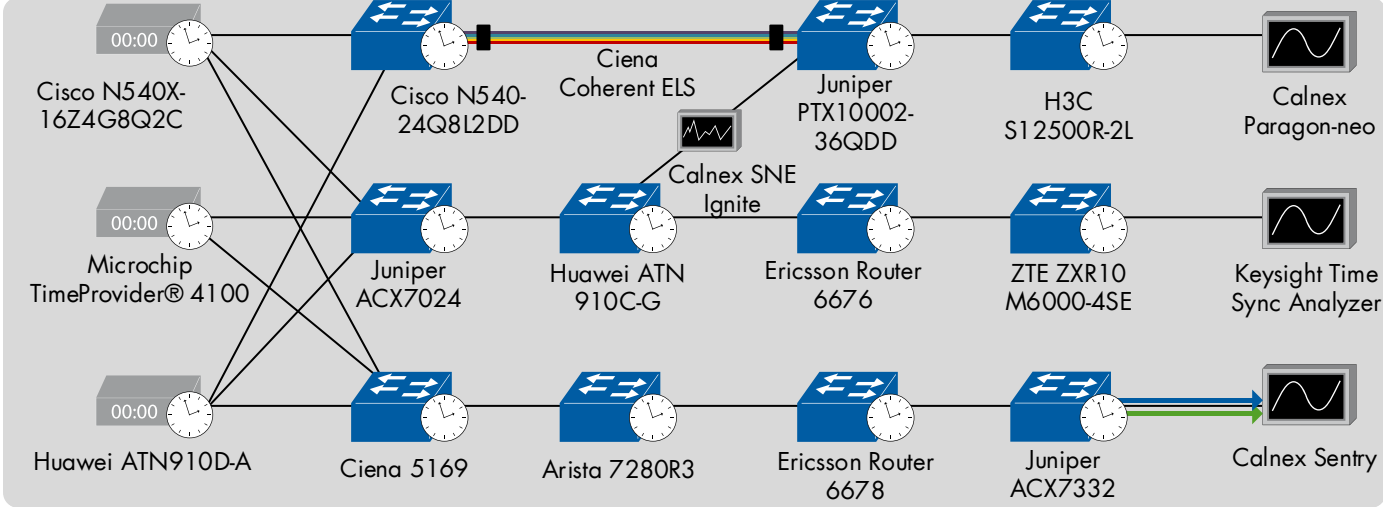 00:00
Cisco N540X-
16Z4G8Q2C
Cisco N540-
24Q8L2DD
Ciena
Coherent ELS
Juniper
PTX10002-
36QDD
H3C
S12500R-2L
Calnex
Paragon-neo
Calnex SNE
Ignite
00:00
Microchip
TimeProvider® 4100
Juniper
ACX7024
Huawei ATN
910C-G
Ericsson Router
6676
ZTE ZXR10
M6000-4SE
Keysight Time
Sync Analyzer
00:00
Huawei ATN910D-A
Ciena 5169
Arista 7280R3
Ericsson Router
6678
Juniper
ACX7332
Calnex Sentry